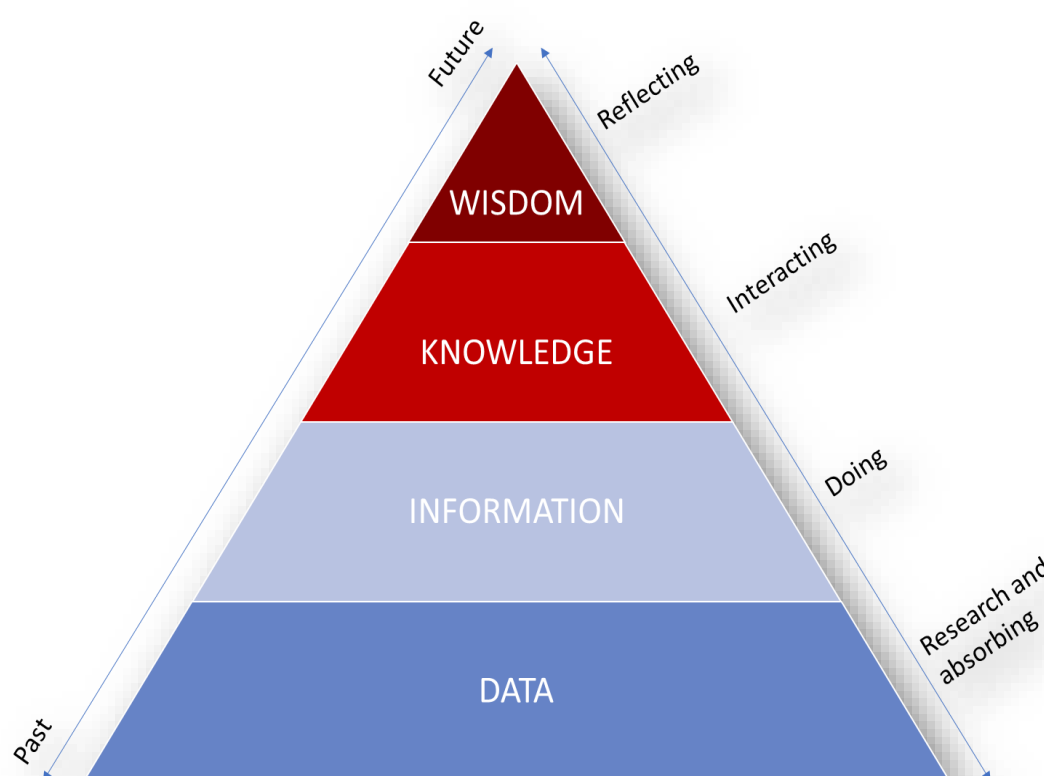 Future
Reflecting
WISDOM
Interacting
KNOWLEDGE
Doing
INFORMATION
Research and
absorbing
DATA
Past